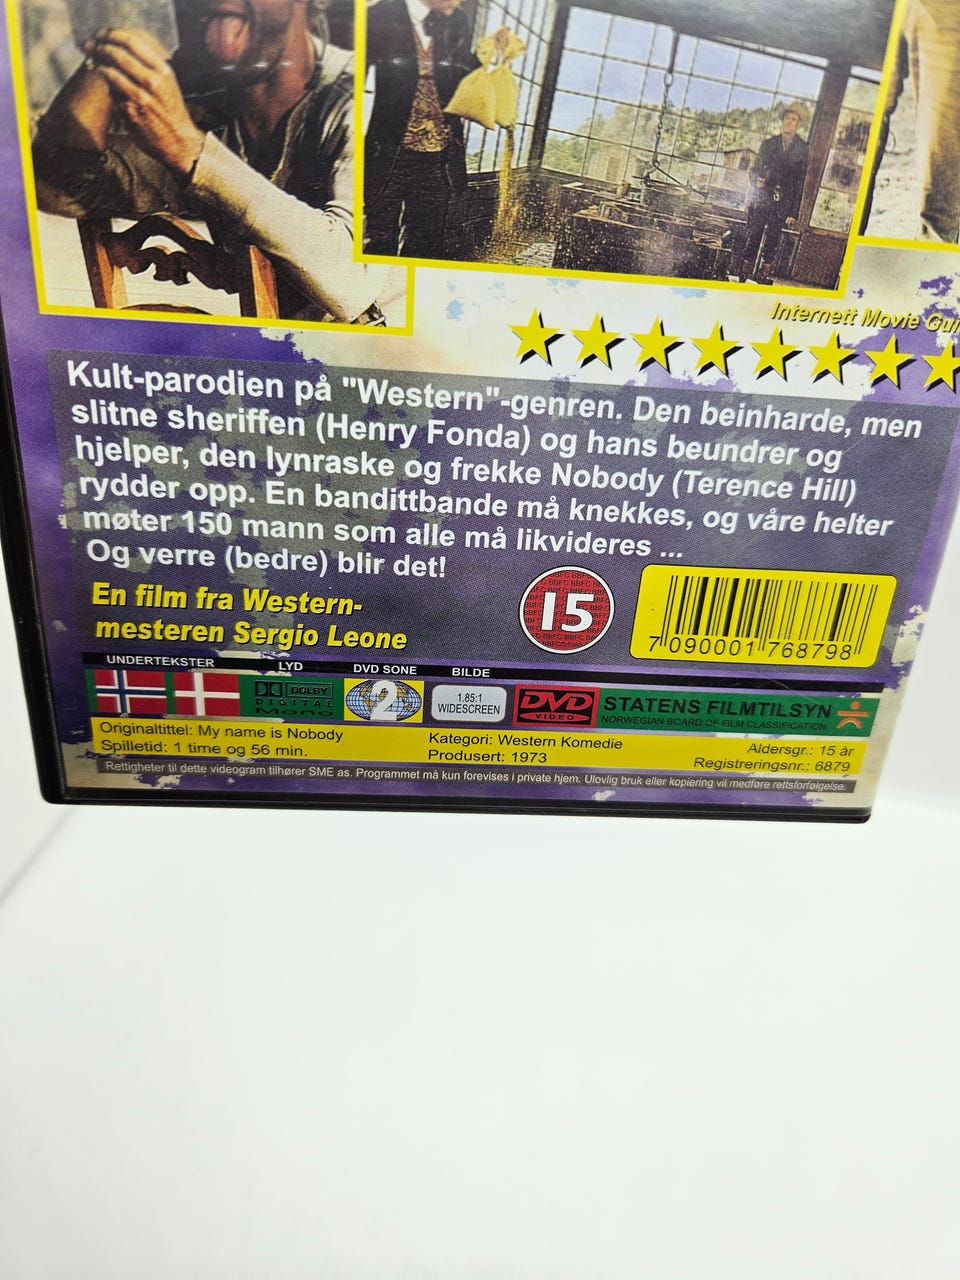 Internett Movie Gui
Kult-parodien på "Western"-genren. Den beinharde, men
slitne sheriffen (Henry Fonda) og hans beundrer og
hjelper, den lynraske og frekke Nobody (Terence Hill)
rydder opp. En bandittbande må knekkes, og våre helter
møter 150 mann som alle må likvideres ...
Og verre (bedre) blir det!
En film fra Western-
mesteren Sergio Leone
15
7 090001 768798
UNDERTEKSTER
LYD
DVD SONE
BILDE
DOLBY
DIGITAL
Mono
2
1.85:1
WIDESCREEN
DVD
VIDEO
STATENS FILMTILSYN
NORWEGIAN BOARD OF FILM CLASSIFICATION
Originaltittel: My name is Nobody
Spilletid: 1 time og 56 min.
Kategori: Western Komedie
Produsert: 1973
Aldersgr.: 15 år
Registreringsnr.: 6879
Rettigheter til dette videogram tilhører SME as. Programmet må kun forevises i private hjem. Ulovlig bruk eller kopiering vil medføre rettsforfølgelse.